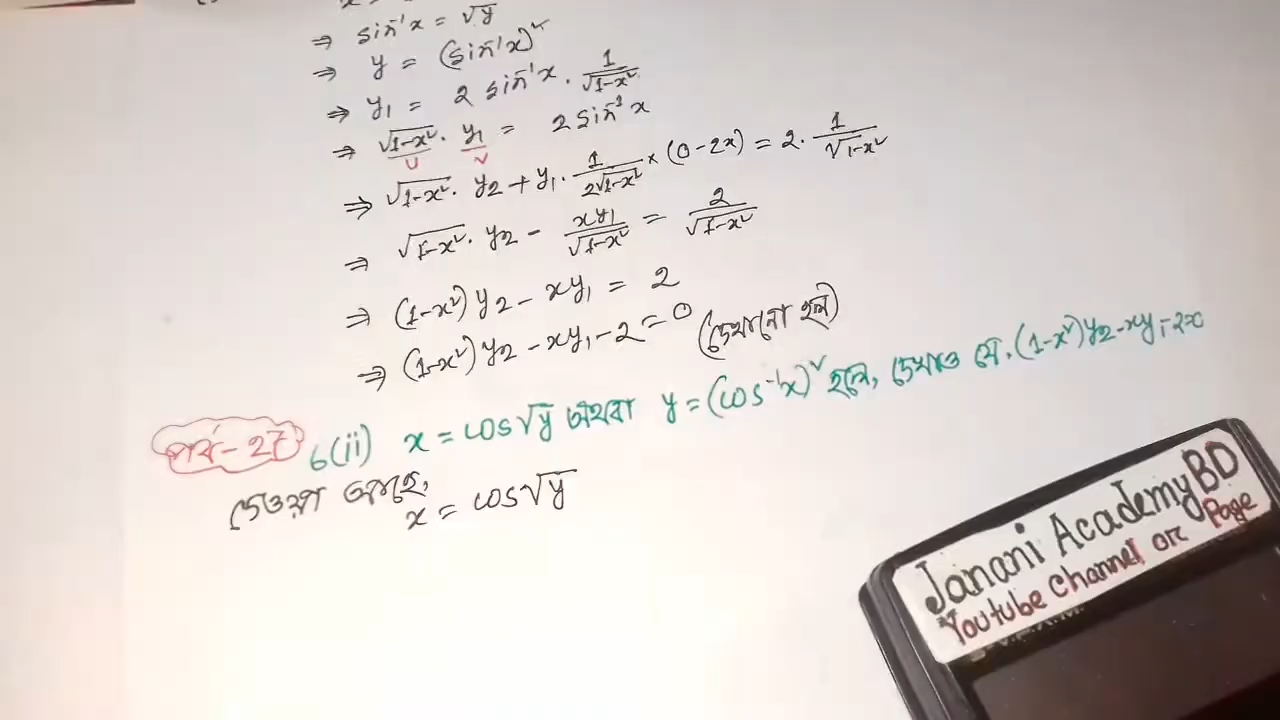 ⇒ sin⁻¹x = √y
⇒ y = (sin⁻¹x)²
⇒ y₁ = 2 sin⁻¹x · 1/√1-x²
⇒ √1-x² · y₁ = 2 sin⁻¹x
u v
⇒ √1-x² · y₂ + y₁ · 1/2√1-x² × (0-2x) = 2 · 1/√1-x²
⇒ √1-x² · y₂ - xy₁/√1-x² = 2/√1-x²
⇒ (1-x²) y₂ - xy₁ = 2
⇒ (1-x²) y₂ - xy₁ - 2 = 0 (দেখানো হল)
পর্ব-27 6(ii) x = cos√y অথবা y = (cos⁻¹x)² হলে, দেখাও যে, (1-x²)y₂-xy₁-2=0
দেওয়া আছে,
x = cos√y
Janani AcademyBD
Youtube Channel or Page